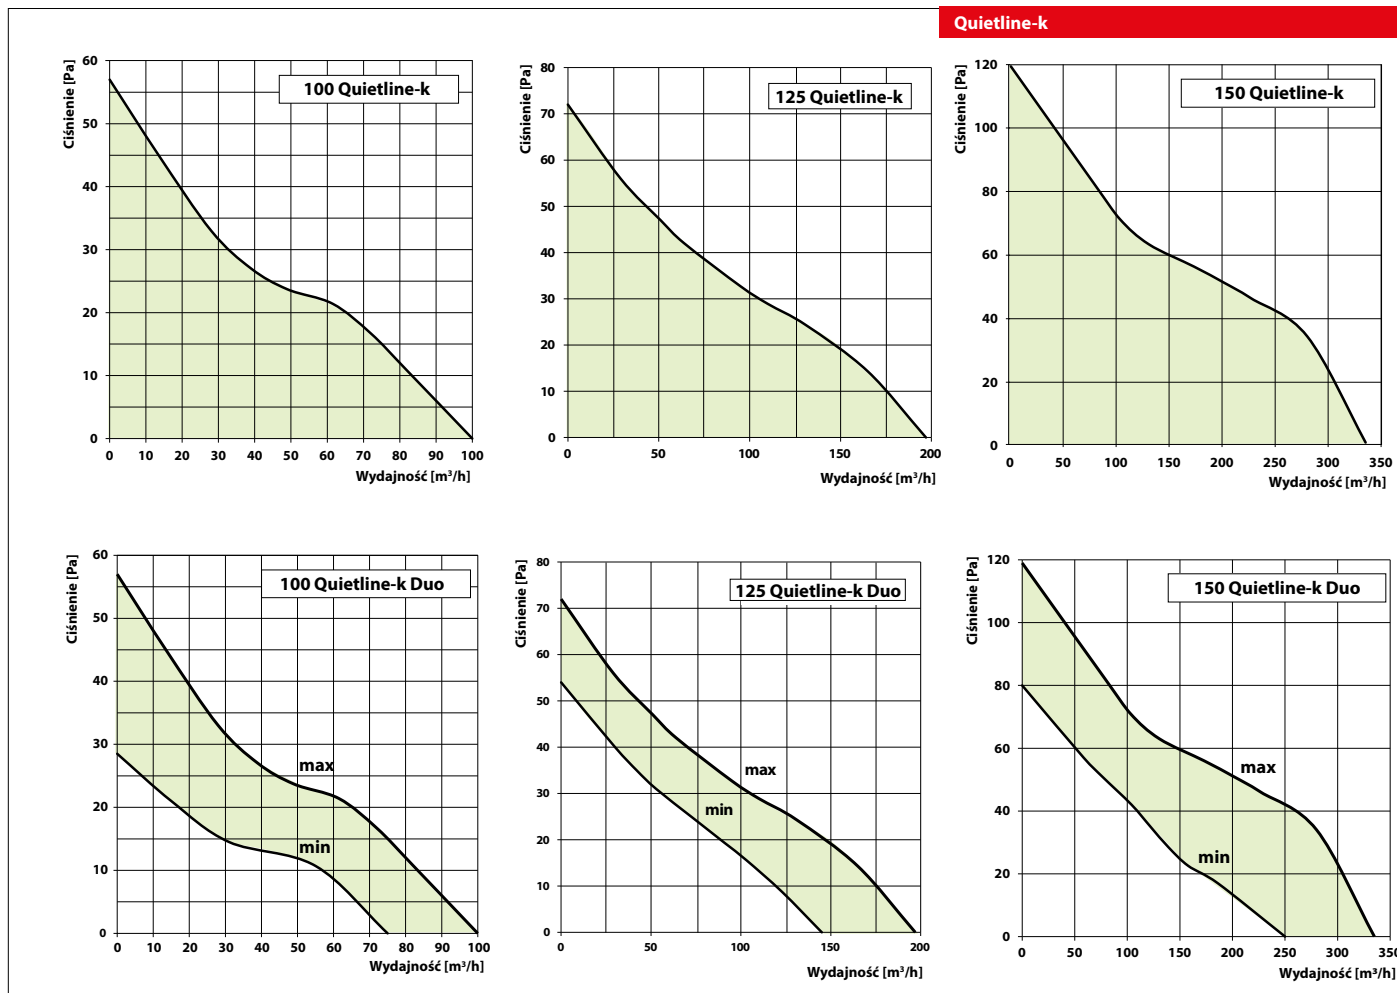 Quietline-k
Ciśnienie [Pa]
100 Quietline-k
60
50
40
30
20
10
0
0 10 20 30 40 50 60 70 80 90 100
Wydajność [m³/h]
Ciśnienie [Pa]
125 Quietline-k
80
70
60
50
40
30
20
10
0
0 50 100 150 200
Wydajność [m³/h]
Ciśnienie [Pa]
150 Quietline-k
120
100
80
60
40
20
0
0 50 100 150 200 250 300 350
Wydajność [m³/h]
Ciśnienie [Pa]
100 Quietline-k Duo
60
50
40
30
20
10
0
max
min
0 10 20 30 40 50 60 70 80 90 100
Wydajność [m³/h]
Ciśnienie [Pa]
125 Quietline-k Duo
80
70
60
50
40
30
20
10
0
max
min
0 50 100 150 200
Wydajność [m³/h]
Ciśnienie [Pa]
150 Quietline-k Duo
120
100
80
60
40
20
0
max
min
0 50 100 150 200 250 300 350
Wydajność [m³/h]